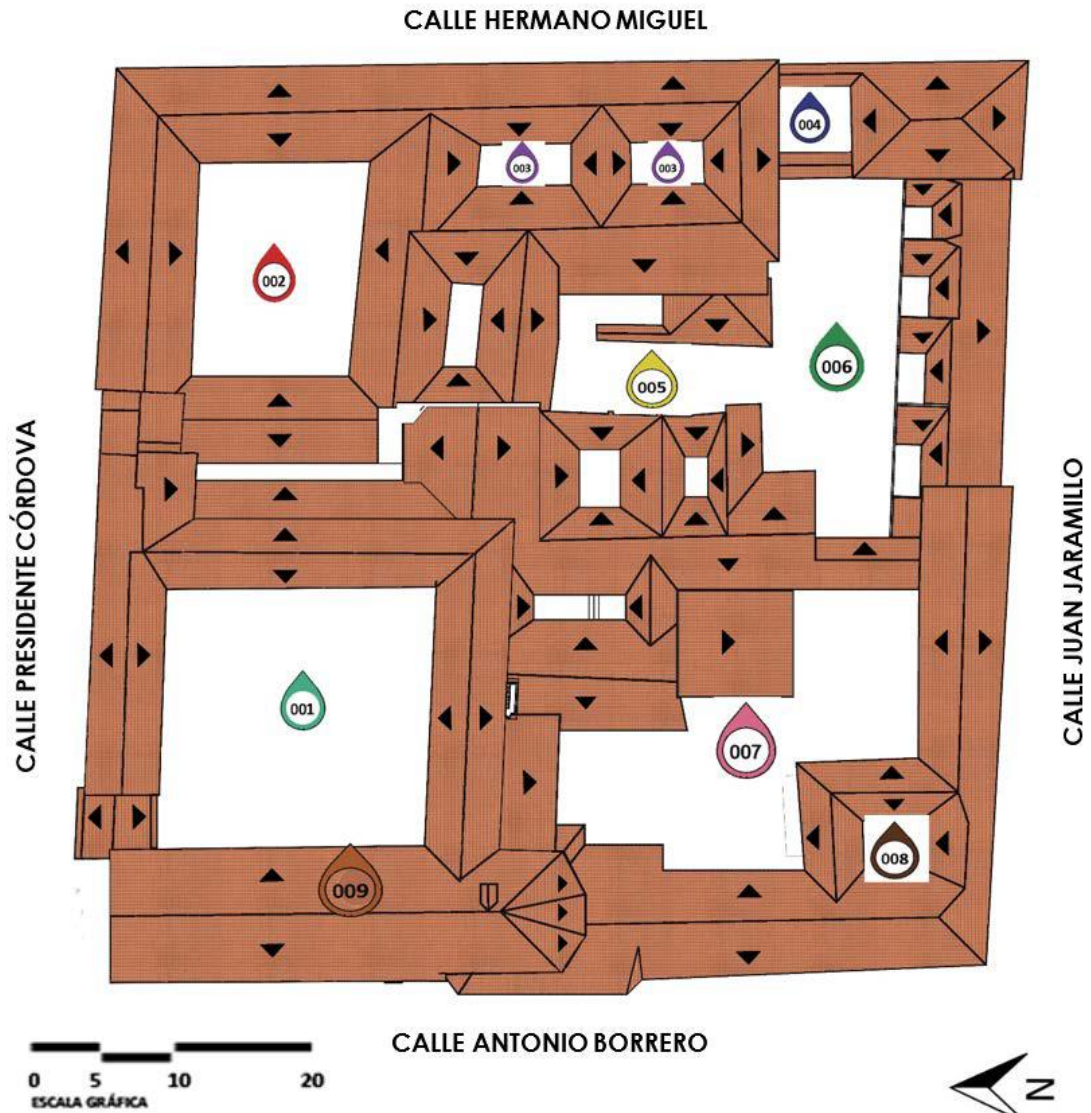 CALLE HERMANO MIGUEL
004
003
003
002
006
005
CALLE PRESIDENTE CÓRDOVA
CALLE JUAN JARAMILLO
001
007
008
009
CALLE ANTONIO BORRERO
0 5 10 20
ESCALA GRÁFICA
N